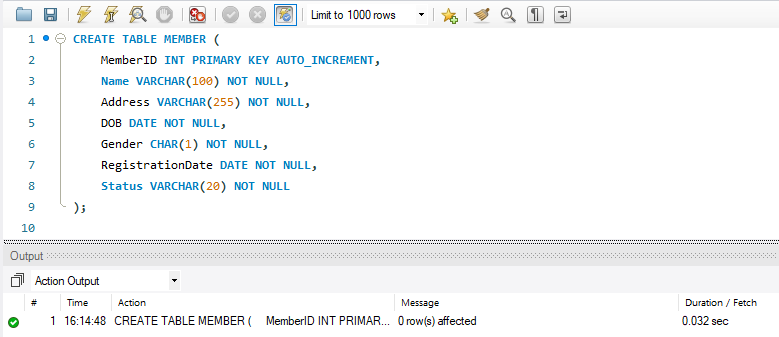 Limit to 1000 rows
1 CREATE TABLE MEMBER (
2 MemberID INT PRIMARY KEY AUTO_INCREMENT,
3 Name VARCHAR(100) NOT NULL,
4 Address VARCHAR(255) NOT NULL,
5 DOB DATE NOT NULL,
6 Gender CHAR(1) NOT NULL,
7 RegistrationDate DATE NOT NULL,
8 Status VARCHAR(20) NOT NULL
9 );
10
Output
Action Output
# Time Action Message Duration / Fetch
1 16:14:48 CREATE TABLE MEMBER ( MemberID INT PRIMAR... 0 row(s) affected 0.032 sec